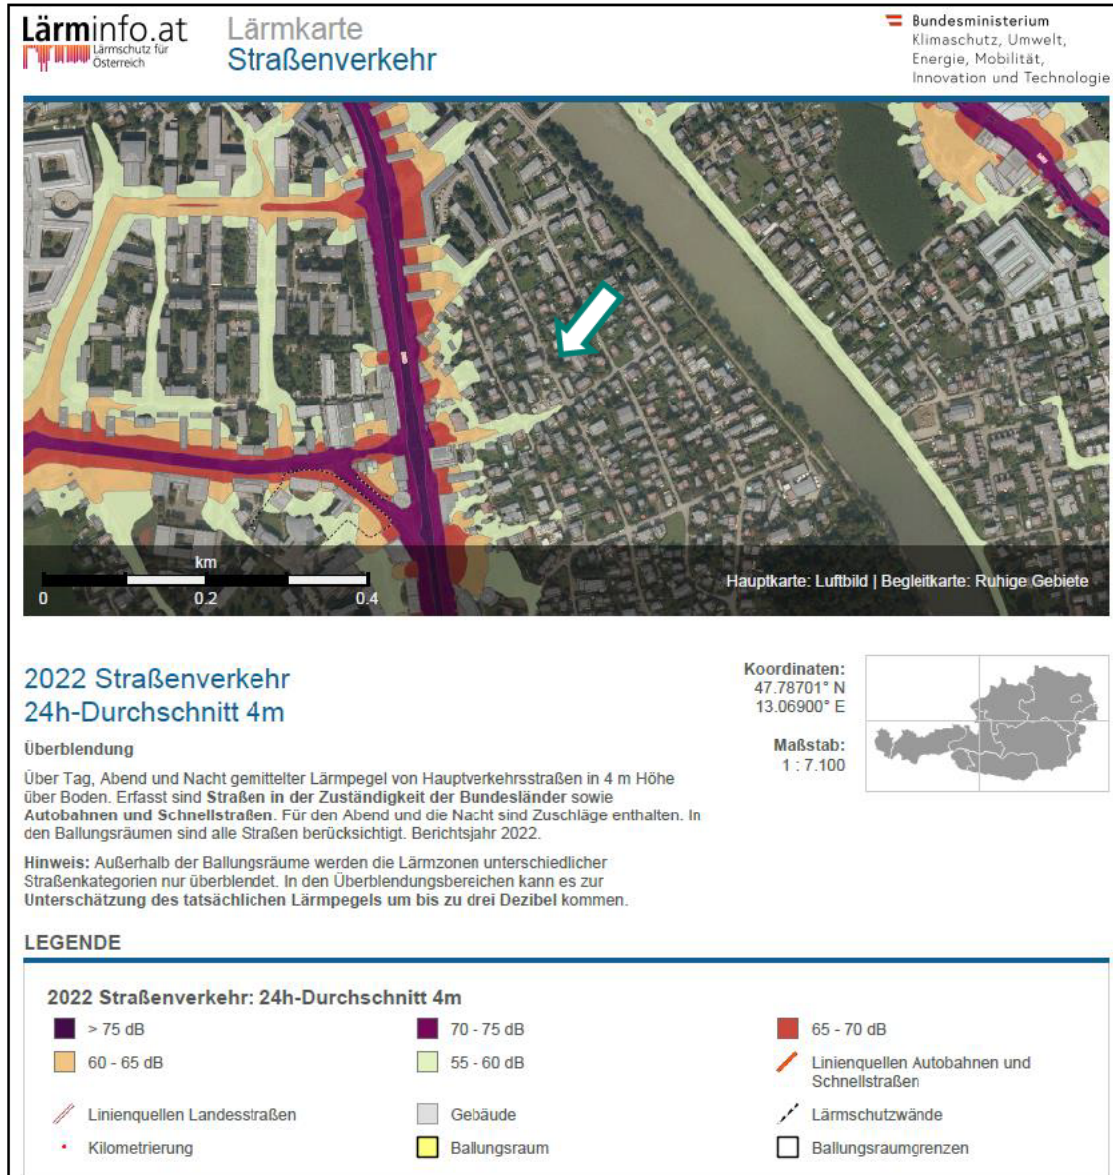 Lärminfo.at
Lärmschutz für
Österreich
Lärmkarte
Straßenverkehr
Bundesministerium
Klimaschutz, Umwelt,
Energie, Mobilität,
Innovation und Technologie
km
0 0.2 0.4
Hauptkarte: Luftbild | Begleitkarte: Ruhige Gebiete
2022 Straßenverkehr
24h-Durchschnitt 4m
Koordinaten:
47.78701° N
13.06900° E
Maßstab:
1 : 7.100
Überblendung
Über Tag, Abend und Nacht gemittelter Lärmpegel von Hauptverkehrsstraßen in 4 m Höhe
über Boden. Erfasst sind Straßen in der Zuständigkeit der Bundesländer sowie
Autobahnen und Schnellstraßen. Für den Abend und die Nacht sind Zuschläge enthalten. In
den Ballungsräumen sind alle Straßen berücksichtigt. Berichtsjahr 2022.
Hinweis: Außerhalb der Ballungsräume werden die Lärmzonen unterschiedlicher
Straßenkategorien nur überblendet. In den Überblendungsbereichen kann es zur
Unterschätzung des tatsächlichen Lärmpegels um bis zu drei Dezibel kommen.
LEGENDE
2022 Straßenverkehr: 24h-Durchschnitt 4m
> 75 dB
70 - 75 dB
65 - 70 dB
60 - 65 dB
55 - 60 dB
Linienquellen Autobahnen und
Schnellstraßen
Linienquellen Landesstraßen
Gebäude
Lärmschutzwände
Kilometrierung
Ballungsraum
Ballungsraumgrenzen